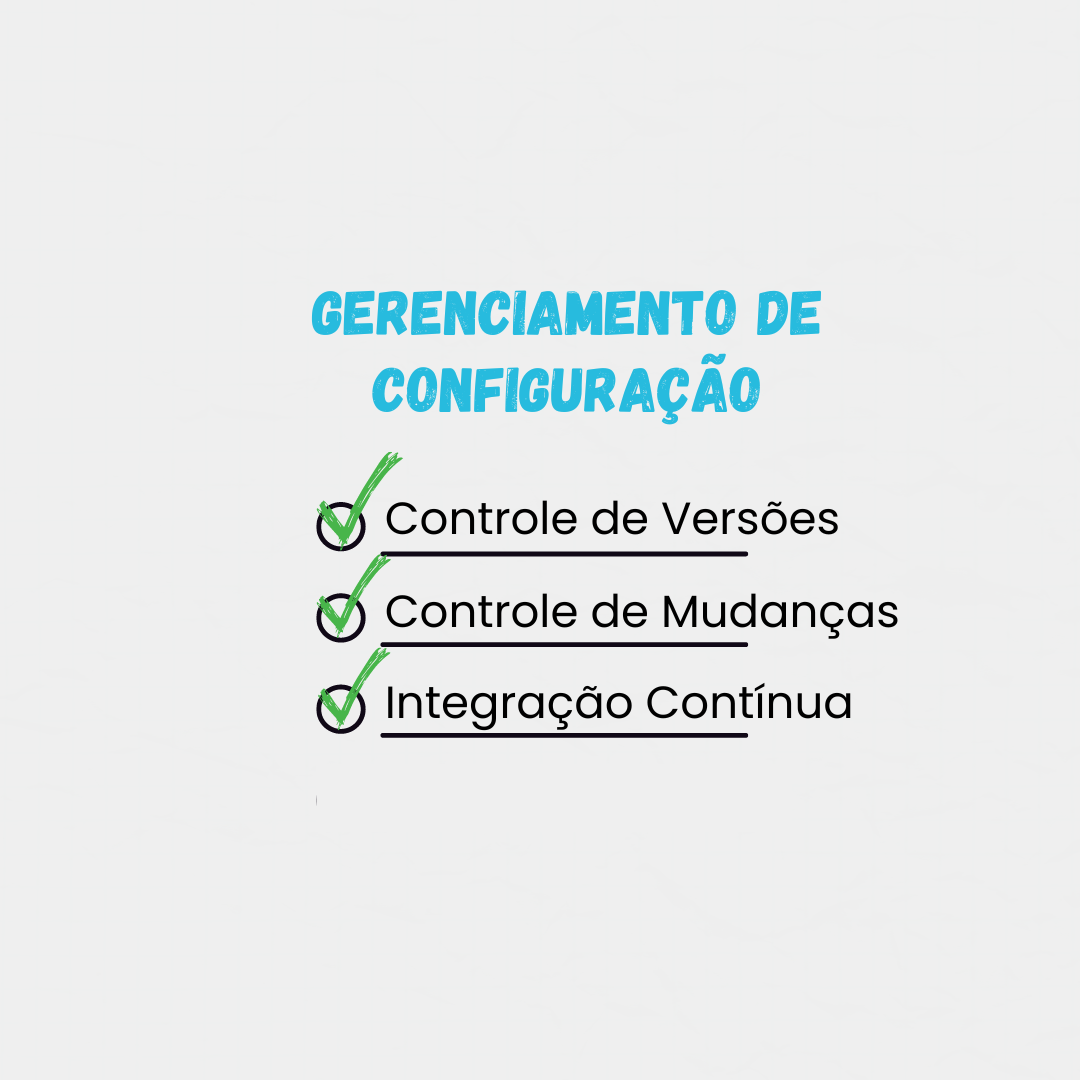 GERENCIAMENTO DE
CONFIGURAÇÃO
Controle de Versões
Controle de Mudanças
Integração Contínua